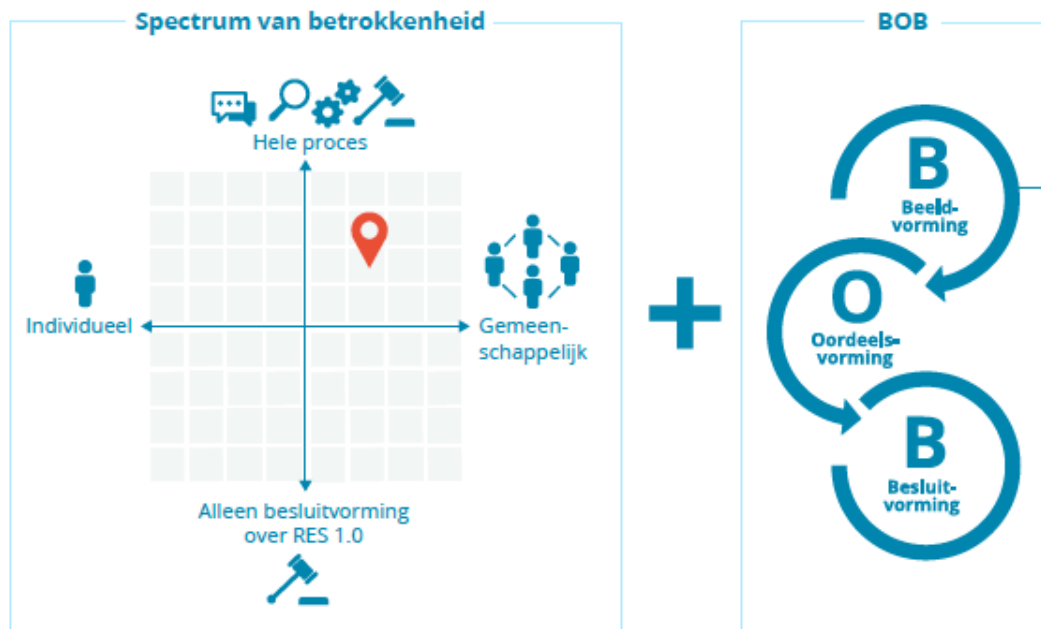 Spectrum van betrokkenheid
Hele proces
Individueel
Gemeen-
schappelijk
Alleen besluitvorming
over RES 1.0
BOB
B
Beeld-
vorming
O
Oordeels-
vorming
B
Besluit-
vorming